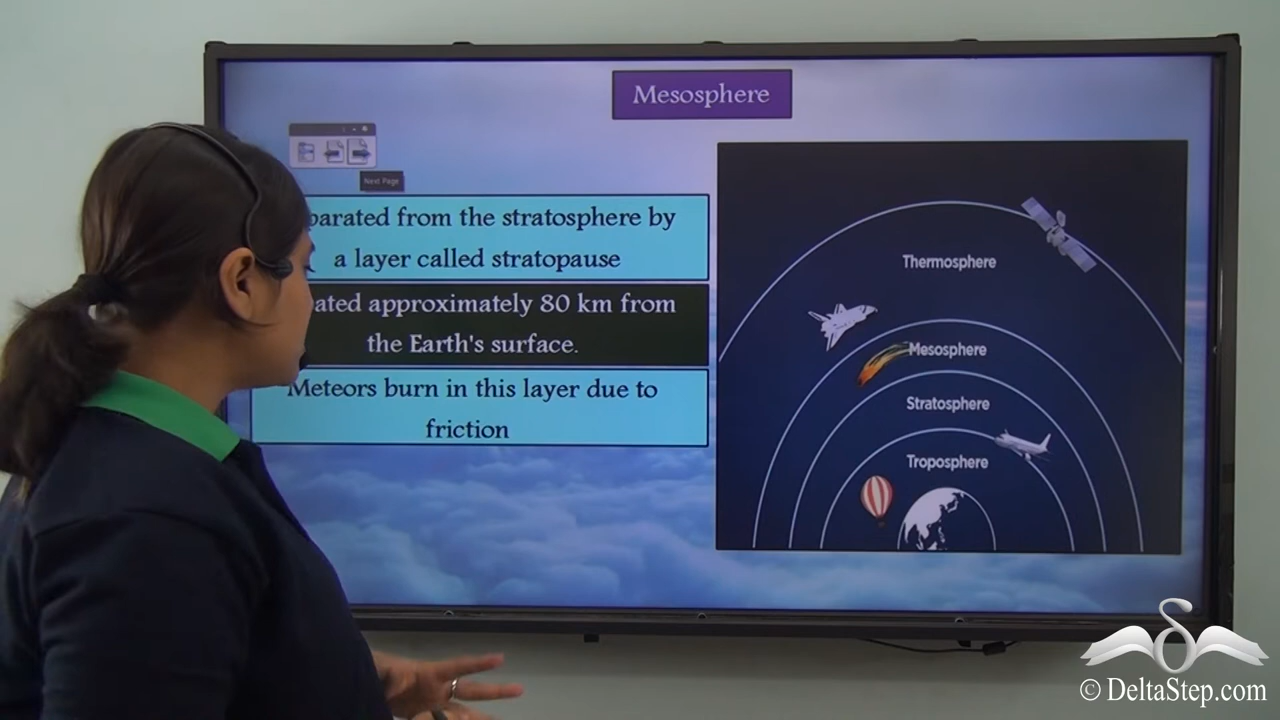 Mesosphere
Next Page
parated from the stratosphere by
a layer called stratopause
ated approximately 80 km from
the Earth's surface.
Meteors burn in this layer due to
friction
Thermosphere
Mesosphere
Stratosphere
Troposphere
© DeltaStep.com